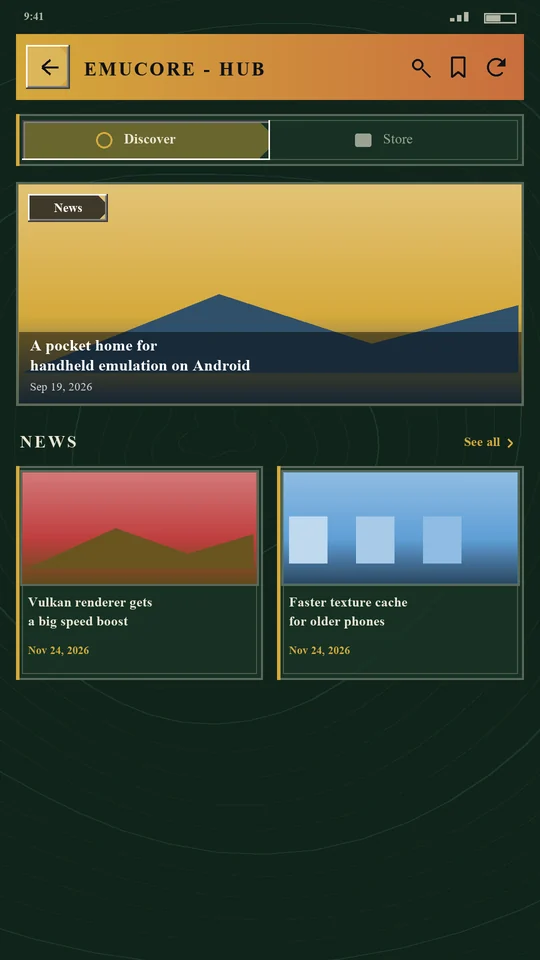 9:41
EMUCORE - HUB
Discover
Store
News
A pocket home for
handheld emulation on Android
Sep 19, 2026
NEWS
See all
Vulkan renderer gets
a big speed boost
Nov 24, 2026
Faster texture cache
for older phones
Nov 24, 2026